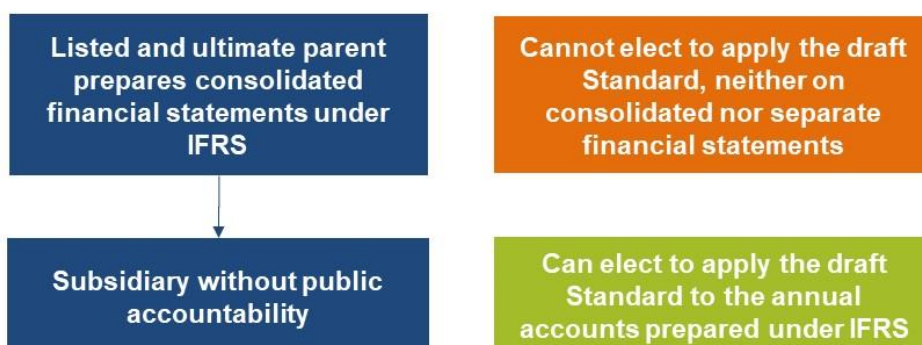 Listed and ultimate parent
prepares consolidated
financial statements under
IFRS
Cannot elect to apply the draft
Standard, neither on
consolidated nor separate
financial statements
Subsidiary without public
accountability
Can elect to apply the draft
Standard to the annual
accounts prepared under IFRS